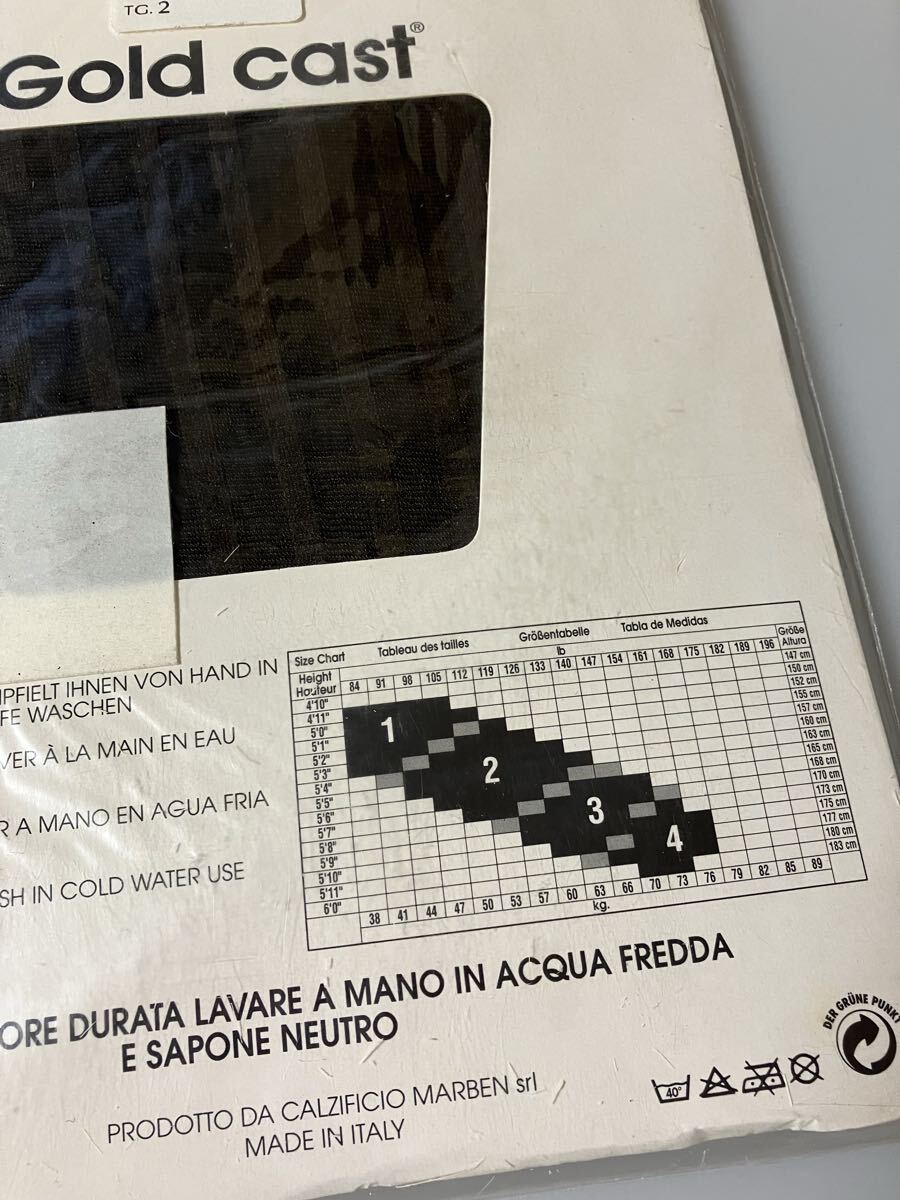 TG. 2
Gold cast®
PFIELT IHNEN VON HAND IN
FE WASCHEN
VER À LA MAIN EN EAU
R A MANO EN AGUA FRIA
SH IN COLD WATER USE
Size Chart Tableau des tailles Größentabelle Tabla de Medidas
Height Hauteur
lb
Größe Altura
84 91 98 105 112 119 126 133 140 147 154 161 168 175 182 189 196
4'10" 147 cm
4'11" 150 cm
5'0" 152 cm
5'1" 155 cm
5'2" 157 cm
5'3" 160 cm
5'4" 163 cm
5'5" 165 cm
5'6" 168 cm
5'7" 170 cm
5'8" 173 cm
5'9" 175 cm
5'10" 177 cm
5'11" 180 cm
6'0" 183 cm
1
2
3
4
38 41 44 47 50 53 57 60 63 66 70 73 76 79 82 85 89
kg.
ORE DURATA LAVARE A MANO IN ACQUA FREDDA
E SAPONE NEUTRO
PRODOTTO DA CALZIFICIO MARBEN srl
MADE IN ITALY
40°
DER GRÜNE PUNKT